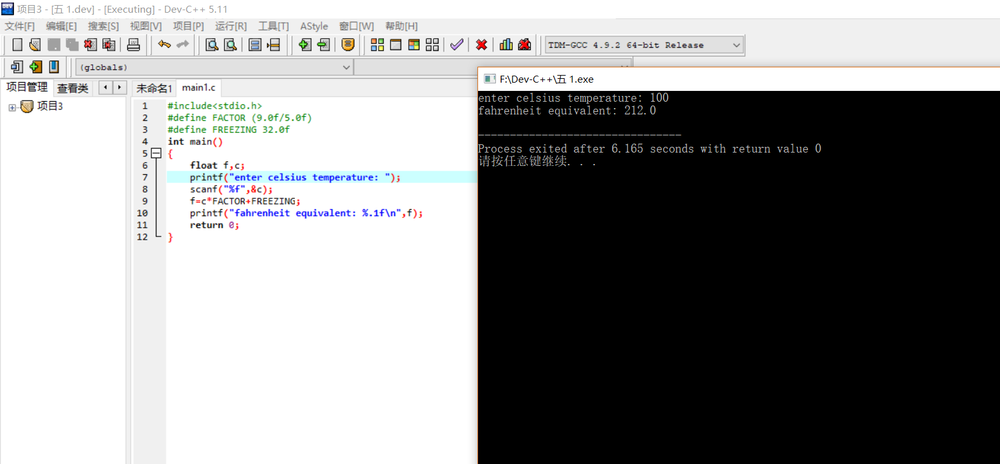 项目3 - [五 1.dev] - [Executing] - Dev-C++ 5.11
文件[F] 编辑[E] 搜索[S] 视图[V] 项目[P] 运行[R] 工具[T] AStyle 窗口[W] 帮助[H]
TDM-GCC 4.9.2 64-bit Release
(globals)
项目管理 查看类 未命名1 main1.c
项目3
1 #include<stdio.h>
2 #define FACTOR (9.0f/5.0f)
3 #define FREEZING 32.0f
4 int main()
5 {
6 float f,c;
7 printf("enter celsius temperature: ");
8 scanf("%f",&c);
9 f=c*FACTOR+FREEZING;
10 printf("fahrenheit equivalent: %.1f\n",f);
11 return 0;
12 }
F:\Dev-C++\五 1.exe
enter celsius temperature: 100
fahrenheit equivalent: 212.0
--------------------------------
Process exited after 6.165 seconds with return value 0
请按任意键继续. . .